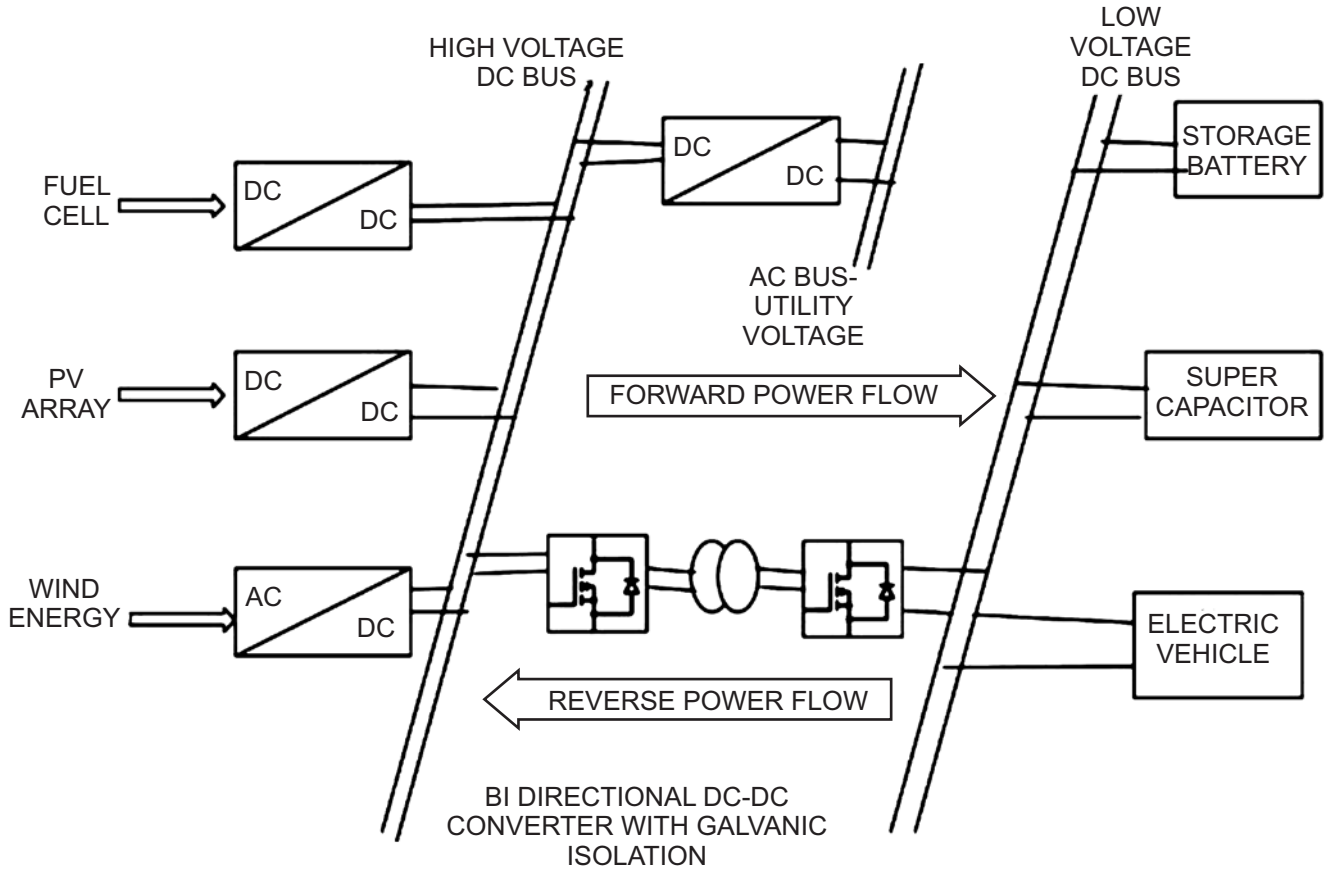 HIGH VOLTAGE
DC BUS
LOW
VOLTAGE
DC BUS
FUEL
CELL
DC
DC
DC
DC
STORAGE
BATTERY
AC BUS-
UTILITY
VOLTAGE
PV
ARRAY
DC
DC
FORWARD POWER FLOW
SUPER
CAPACITOR
WIND
ENERGY
AC
DC
ELECTRIC
VEHICLE
REVERSE POWER FLOW
BI DIRECTIONAL DC-DC
CONVERTER WITH GALVANIC
ISOLATION